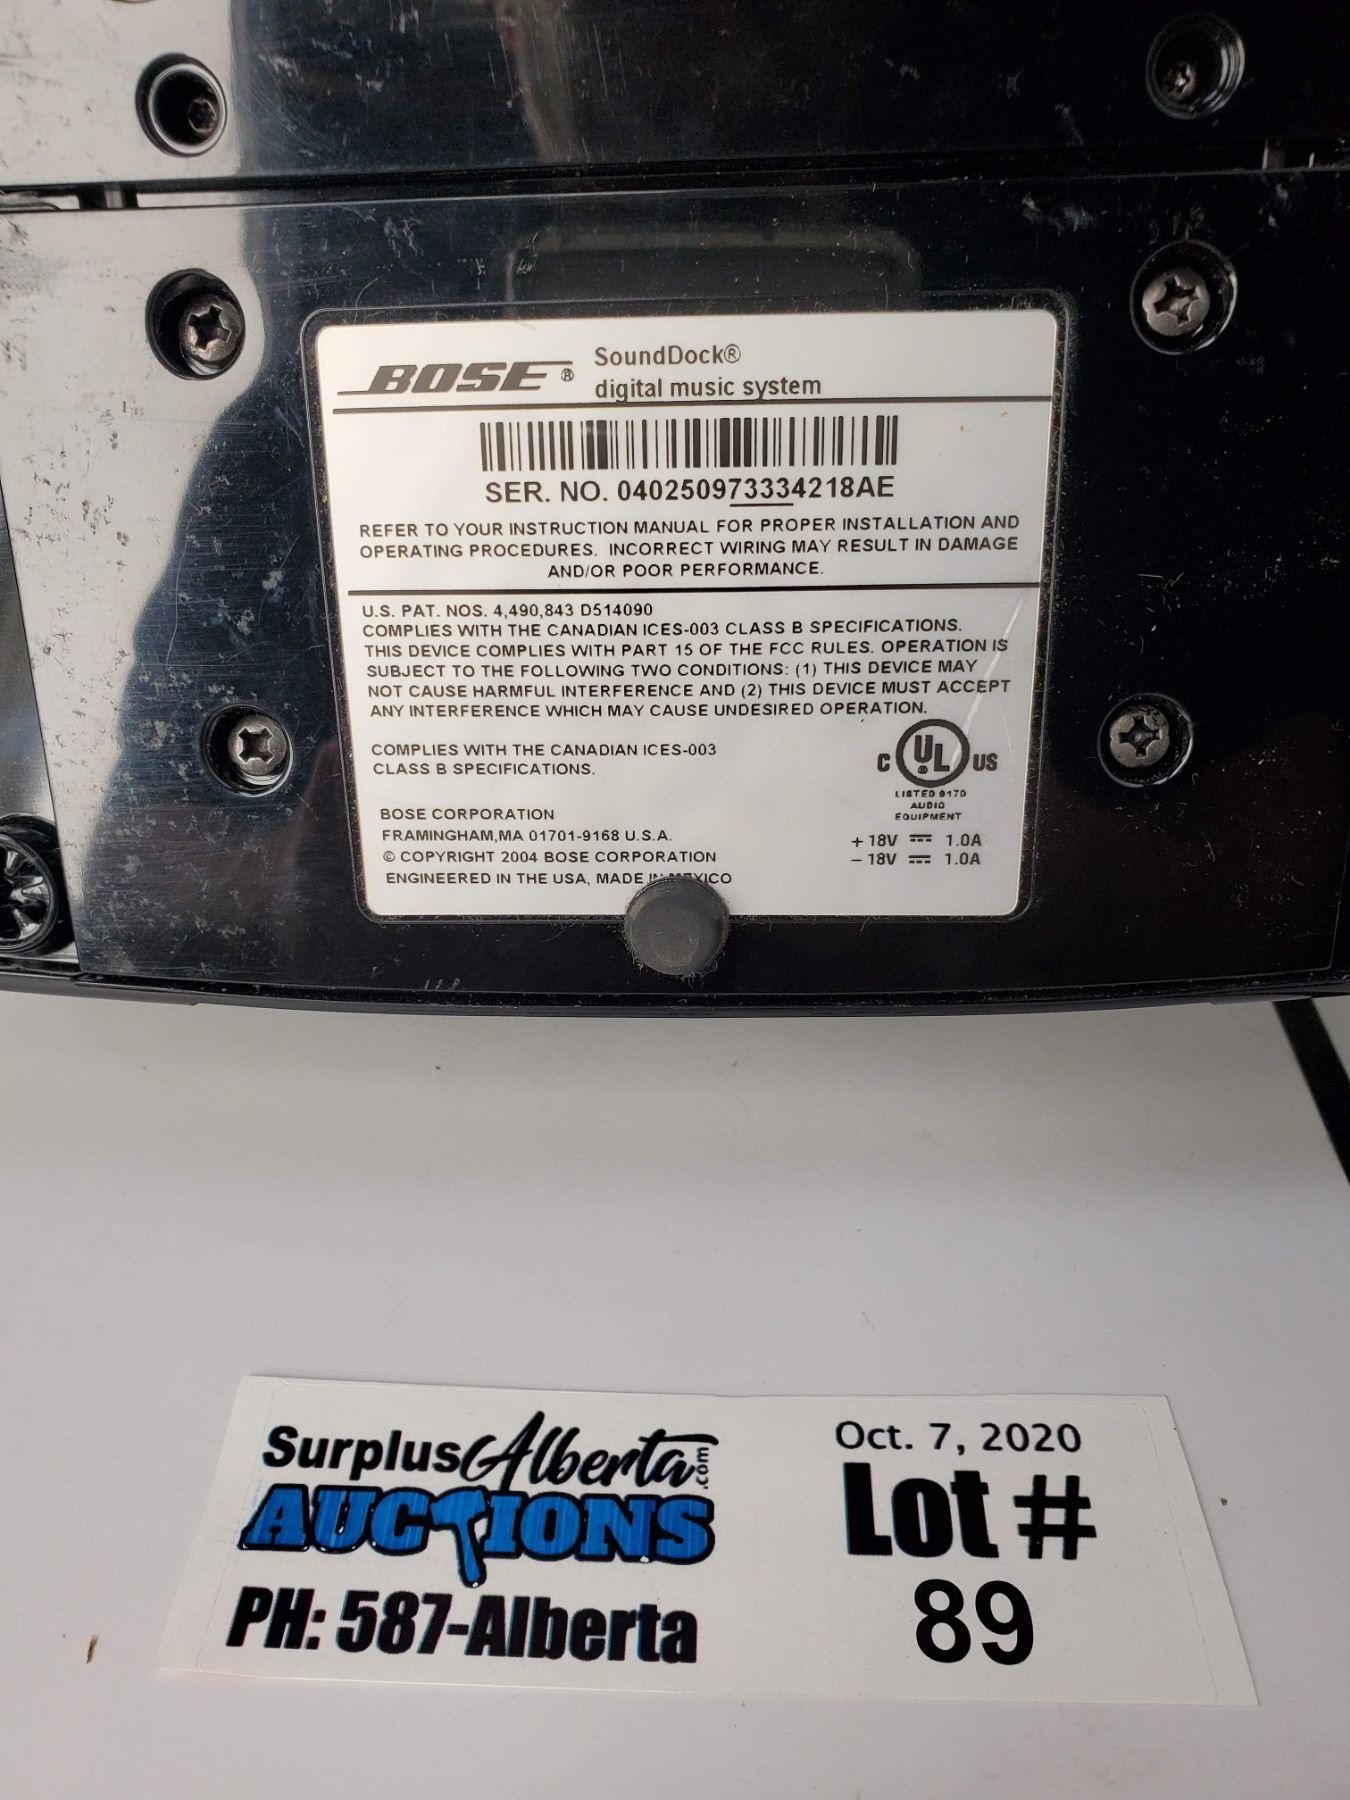 BOSE® SoundDock®
digital music system
SER. NO. 040250973334218AE
REFER TO YOUR INSTRUCTION MANUAL FOR PROPER INSTALLATION AND
OPERATING PROCEDURES. INCORRECT WIRING MAY RESULT IN DAMAGE
AND/OR POOR PERFORMANCE.
U.S. PAT. NOS. 4,490,843 D514090
COMPLIES WITH THE CANADIAN ICES-003 CLASS B SPECIFICATIONS.
THIS DEVICE COMPLIES WITH PART 15 OF THE FCC RULES. OPERATION IS
SUBJECT TO THE FOLLOWING TWO CONDITIONS: (1) THIS DEVICE MAY
NOT CAUSE HARMFUL INTERFERENCE AND (2) THIS DEVICE MUST ACCEPT
ANY INTERFERENCE WHICH MAY CAUSE UNDESIRED OPERATION.
COMPLIES WITH THE CANADIAN ICES-003
CLASS B SPECIFICATIONS.
C UL® US
LISTED 9170
AUDIO
EQUIPMENT
BOSE CORPORATION
FRAMINGHAM,MA 01701-9168 U.S.A.
© COPYRIGHT 2004 BOSE CORPORATION
ENGINEERED IN THE USA, MADE IN MEXICO
+ 18V ⎓ 1.0A
– 18V ⎓ 1.0A
SurplusAlberta.com
AUCTIONS
PH: 587-Alberta
Oct. 7, 2020
Lot #
89